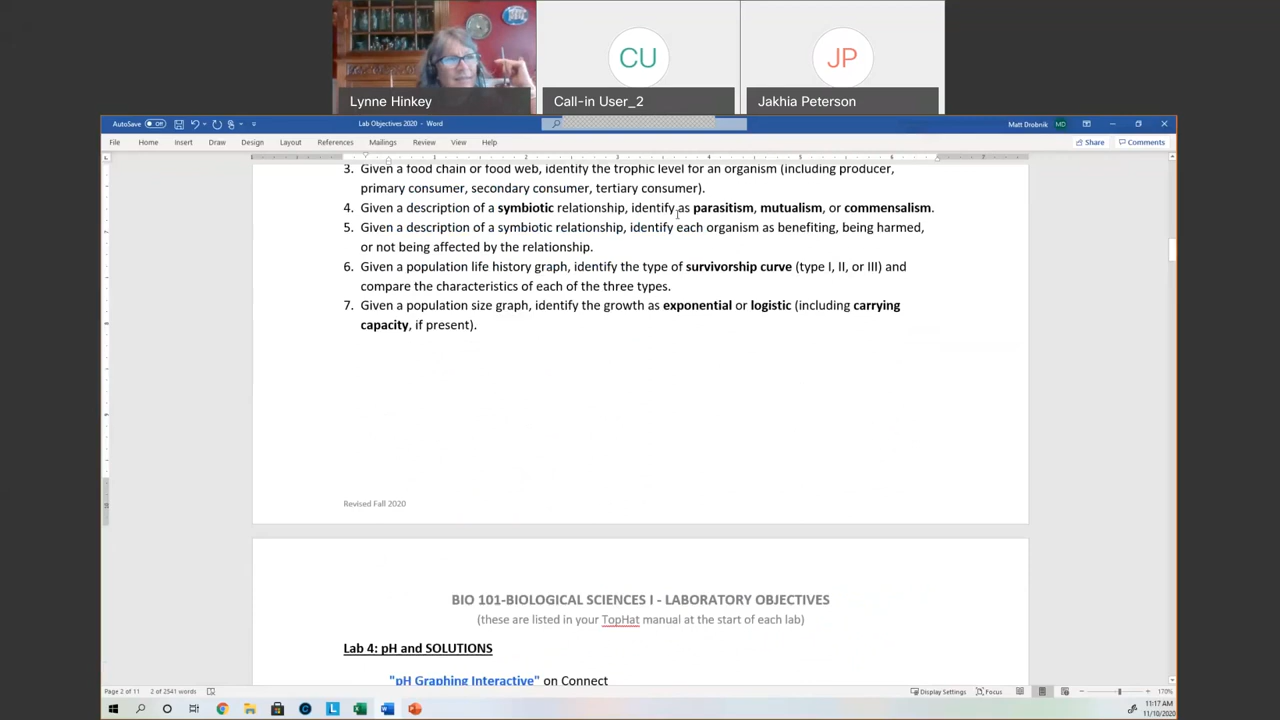 CU
JP
Lynne Hinkey
Call-in User_2
Jakhia Peterson
AutoSave Off
Lab Objectives 2020 - Word
Matt Drobnik
MD
File Home Insert Draw Design Layout References Mailings Review View Help
Share Comments
3. Given a food chain or food web, identify the trophic level for an organism (including producer,
primary consumer, secondary consumer, tertiary consumer).
4. Given a description of a symbiotic relationship, identify as parasitism, mutualism, or commensalism.
5. Given a description of a symbiotic relationship, identify each organism as benefiting, being harmed,
or not being affected by the relationship.
6. Given a population life history graph, identify the type of survivorship curve (type I, II, or III) and
compare the characteristics of each of the three types.
7. Given a population size graph, identify the growth as exponential or logistic (including carrying
capacity, if present).
Revised Fall 2020
BIO 101-BIOLOGICAL SCIENCES I - LABORATORY OBJECTIVES
(these are listed in your TopHat manual at the start of each lab)
Lab 4: pH and SOLUTIONS
"pH Graphing Interactive" on Connect
Page 2 of 11 2 of 2541 words
Display Settings Focus
170%
11:17 AM
11/10/2020